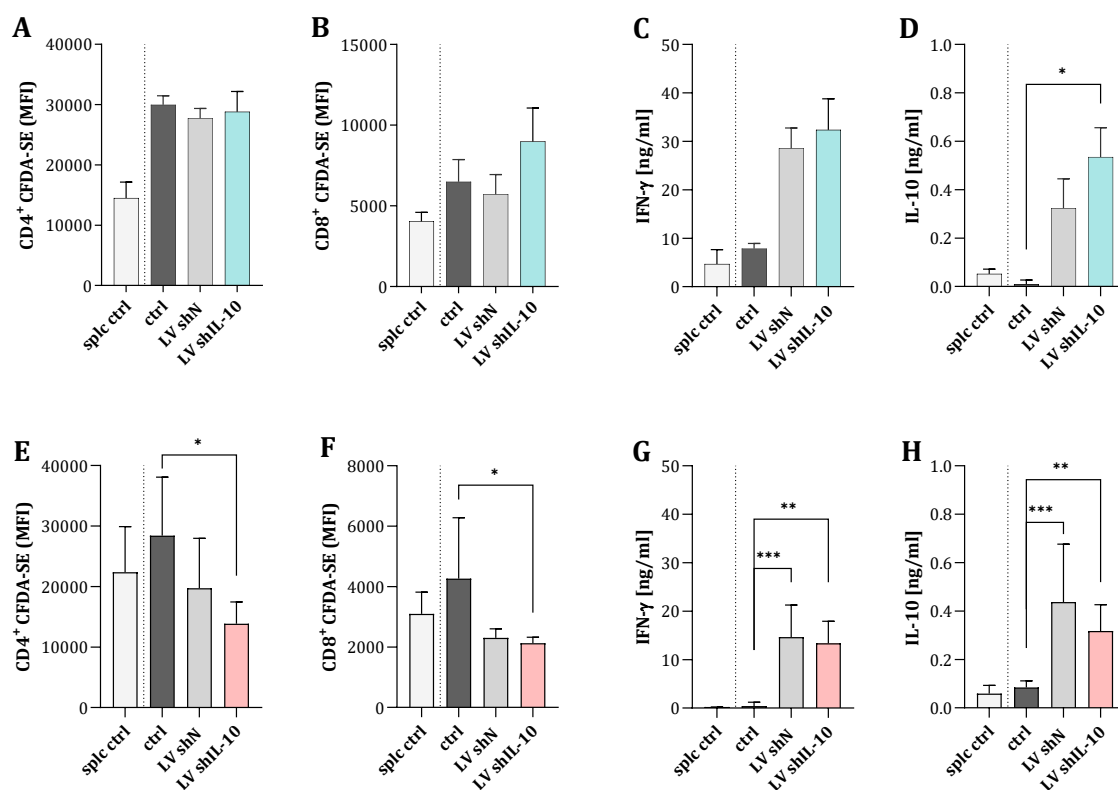 A
CD4⁺ CFDA-SE (MFI)
40000
30000
20000
10000
0
splc ctrl
ctrl
LV shN
LV shIL-10
B
CD8⁺ CFDA-SE (MFI)
15000
10000
5000
0
splc ctrl
ctrl
LV shN
LV shIL-10
C
IFN-γ [ng/ml]
50
40
30
20
10
0
splc ctrl
ctrl
LV shN
LV shIL-10
D
IL-10 [ng/ml]
1.0
0.8
0.6
0.4
0.2
0.0
*
splc ctrl
ctrl
LV shN
LV shIL-10
E
CD4⁺ CFDA-SE (MFI)
40000
30000
20000
10000
0
*
splc ctrl
ctrl
LV shN
LV shIL-10
F
CD8⁺ CFDA-SE (MFI)
8000
6000
4000
2000
0
*
splc ctrl
ctrl
LV shN
LV shIL-10
G
IFN-γ [ng/ml]
50
40
30
20
10
0
**
***
splc ctrl
ctrl
LV shN
LV shIL-10
H
IL-10 [ng/ml]
1.0
0.8
0.6
0.4
0.2
0.0
**
***
splc ctrl
ctrl
LV shN
LV shIL-10